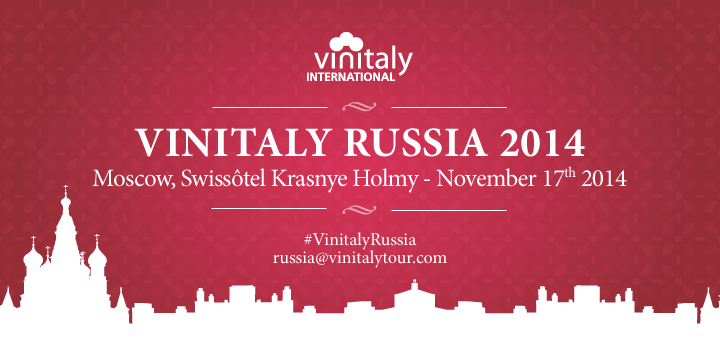 vinitaly
INTERNATIONAL
VINITALY RUSSIA 2014
Moscow, Swissôtel Krasnye Holmy - November 17th 2014
#VinitalyRussia
russia@vinitalytour.com